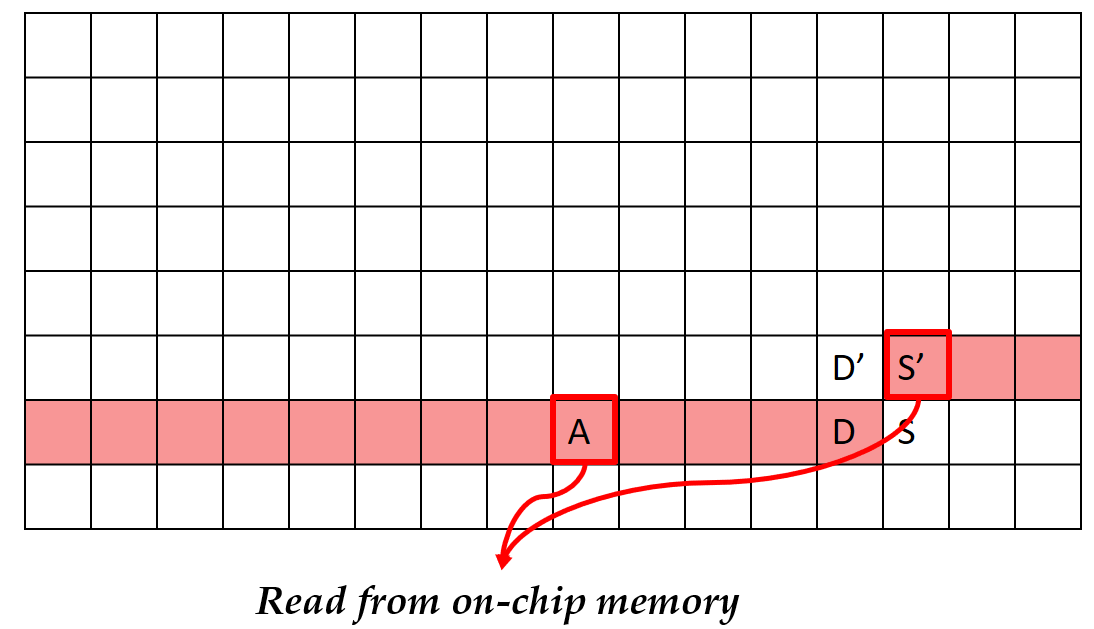 D’ S’
A D S
Read from on-chip memory